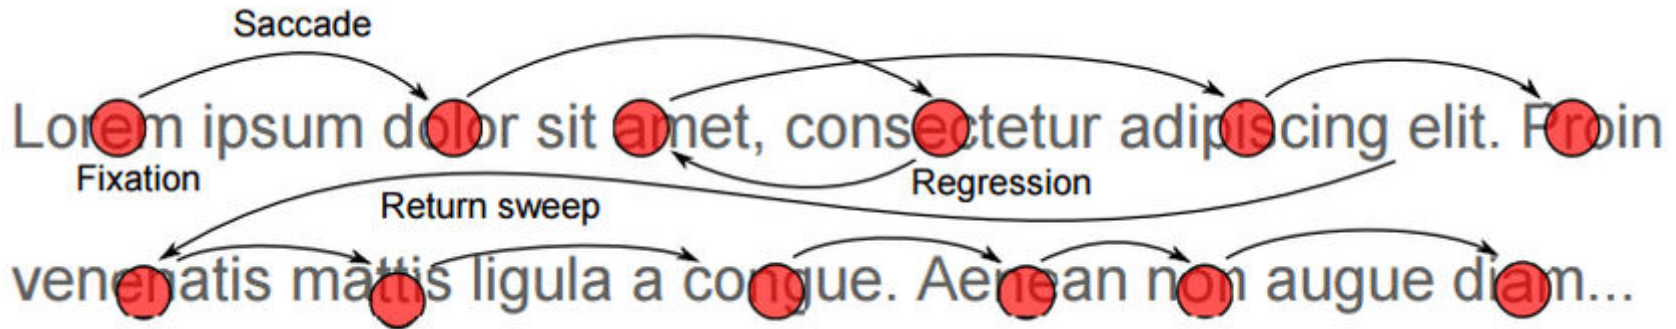 Saccade
Lorem ipsum dolor sit amet, consectetur adipiscing elit. Proin
Fixation
Regression
Return sweep
venenatis mattis ligula a congue. Aenean non augue diam...